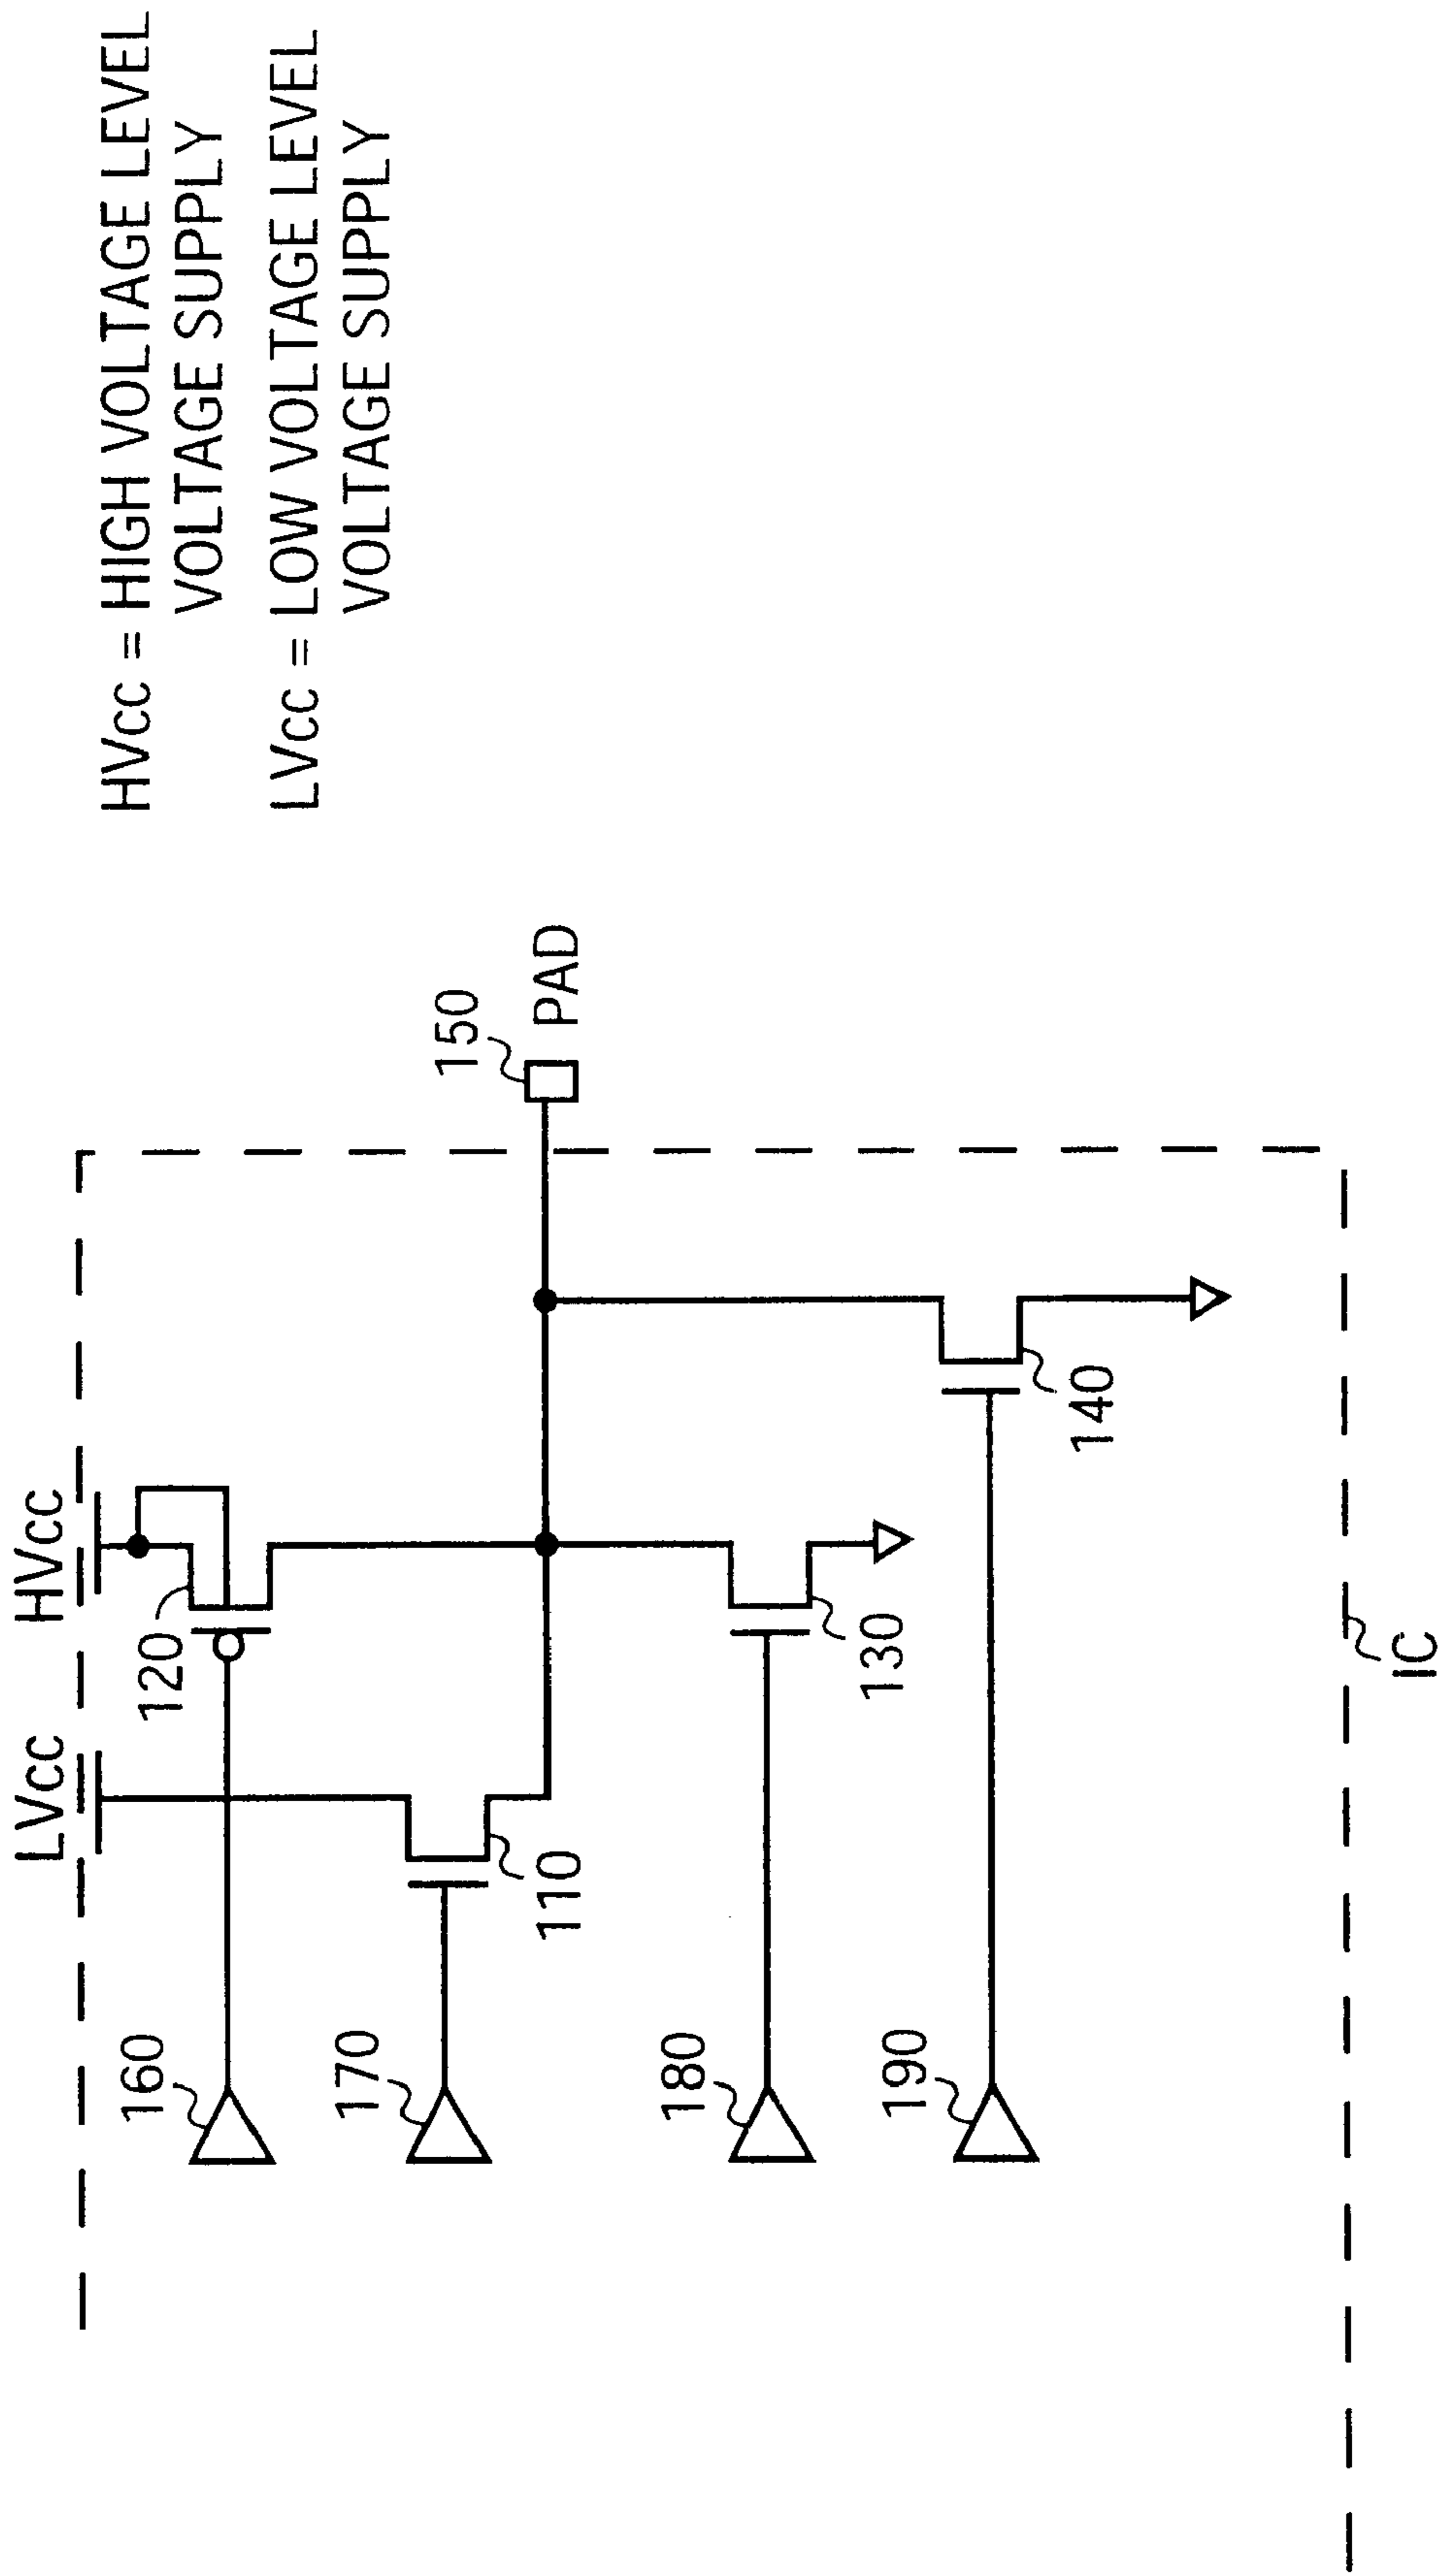 HVCC = HIGH VOLTAGE LEVEL
VOLTAGE SUPPLY
LVCC = LOW VOLTAGE LEVEL
VOLTAGE SUPPLY
LVCC
HVCC
160
120
170
110
150
PAD
180
130
190
140
IC